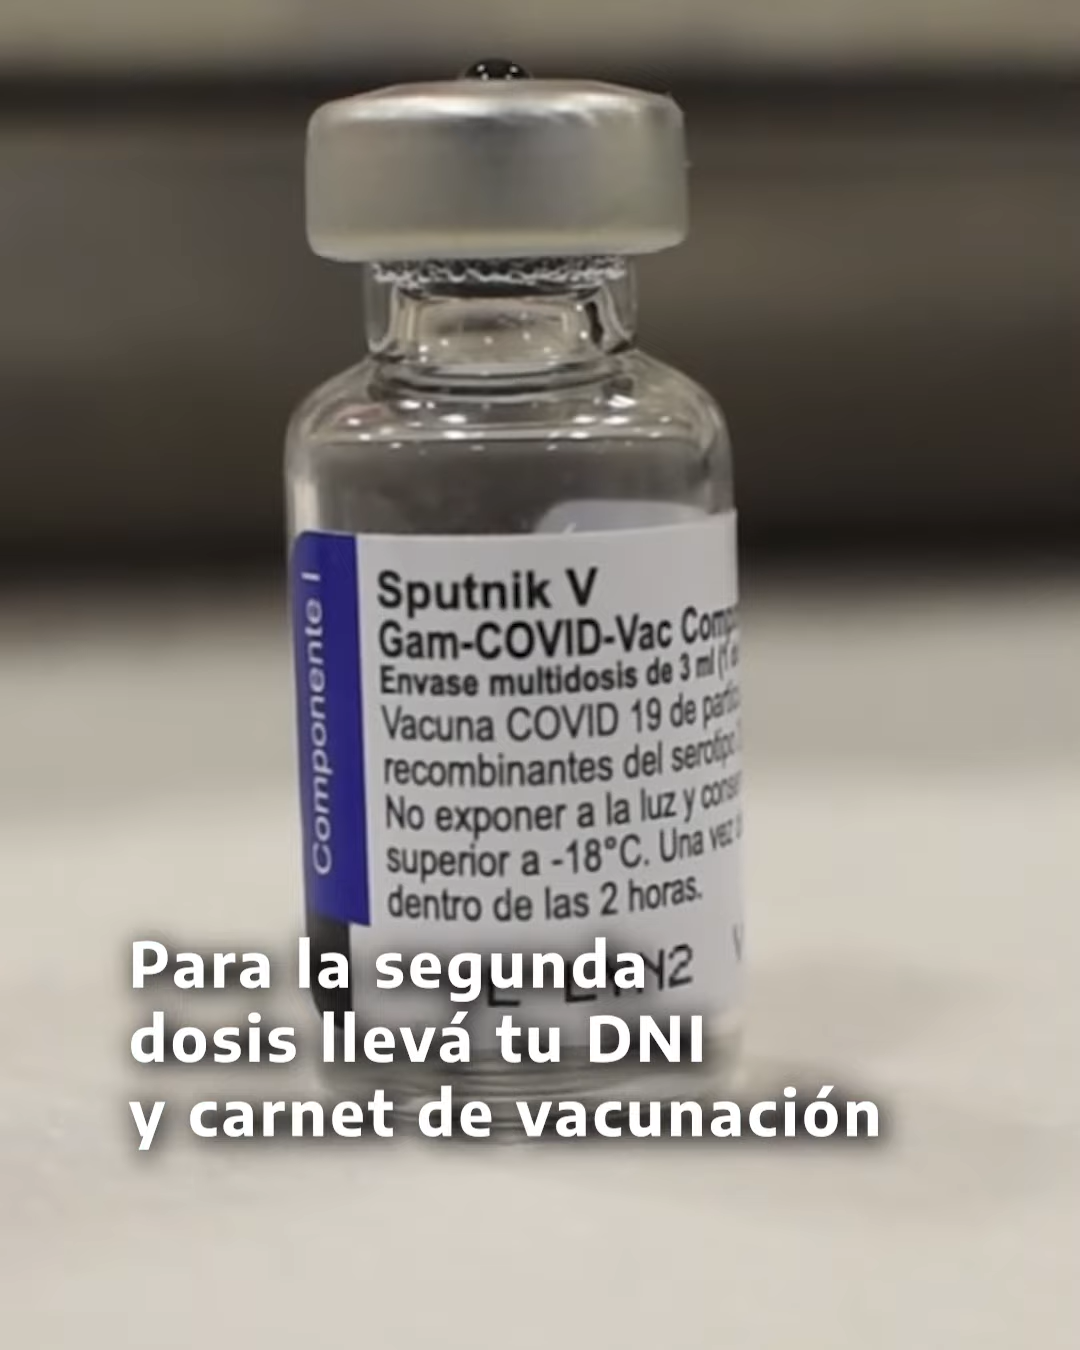 Componente I
Sputnik V
Gam-COVID-Vac
Envase multidosis de 3 ml
Vacuna COVID 19 de
recombinantes del
No exponer a la luz y
superior a -18°C. Una vez
dentro de las 2 horas.
Para la segunda
dosis llevá tu DNI
y carnet de vacunación